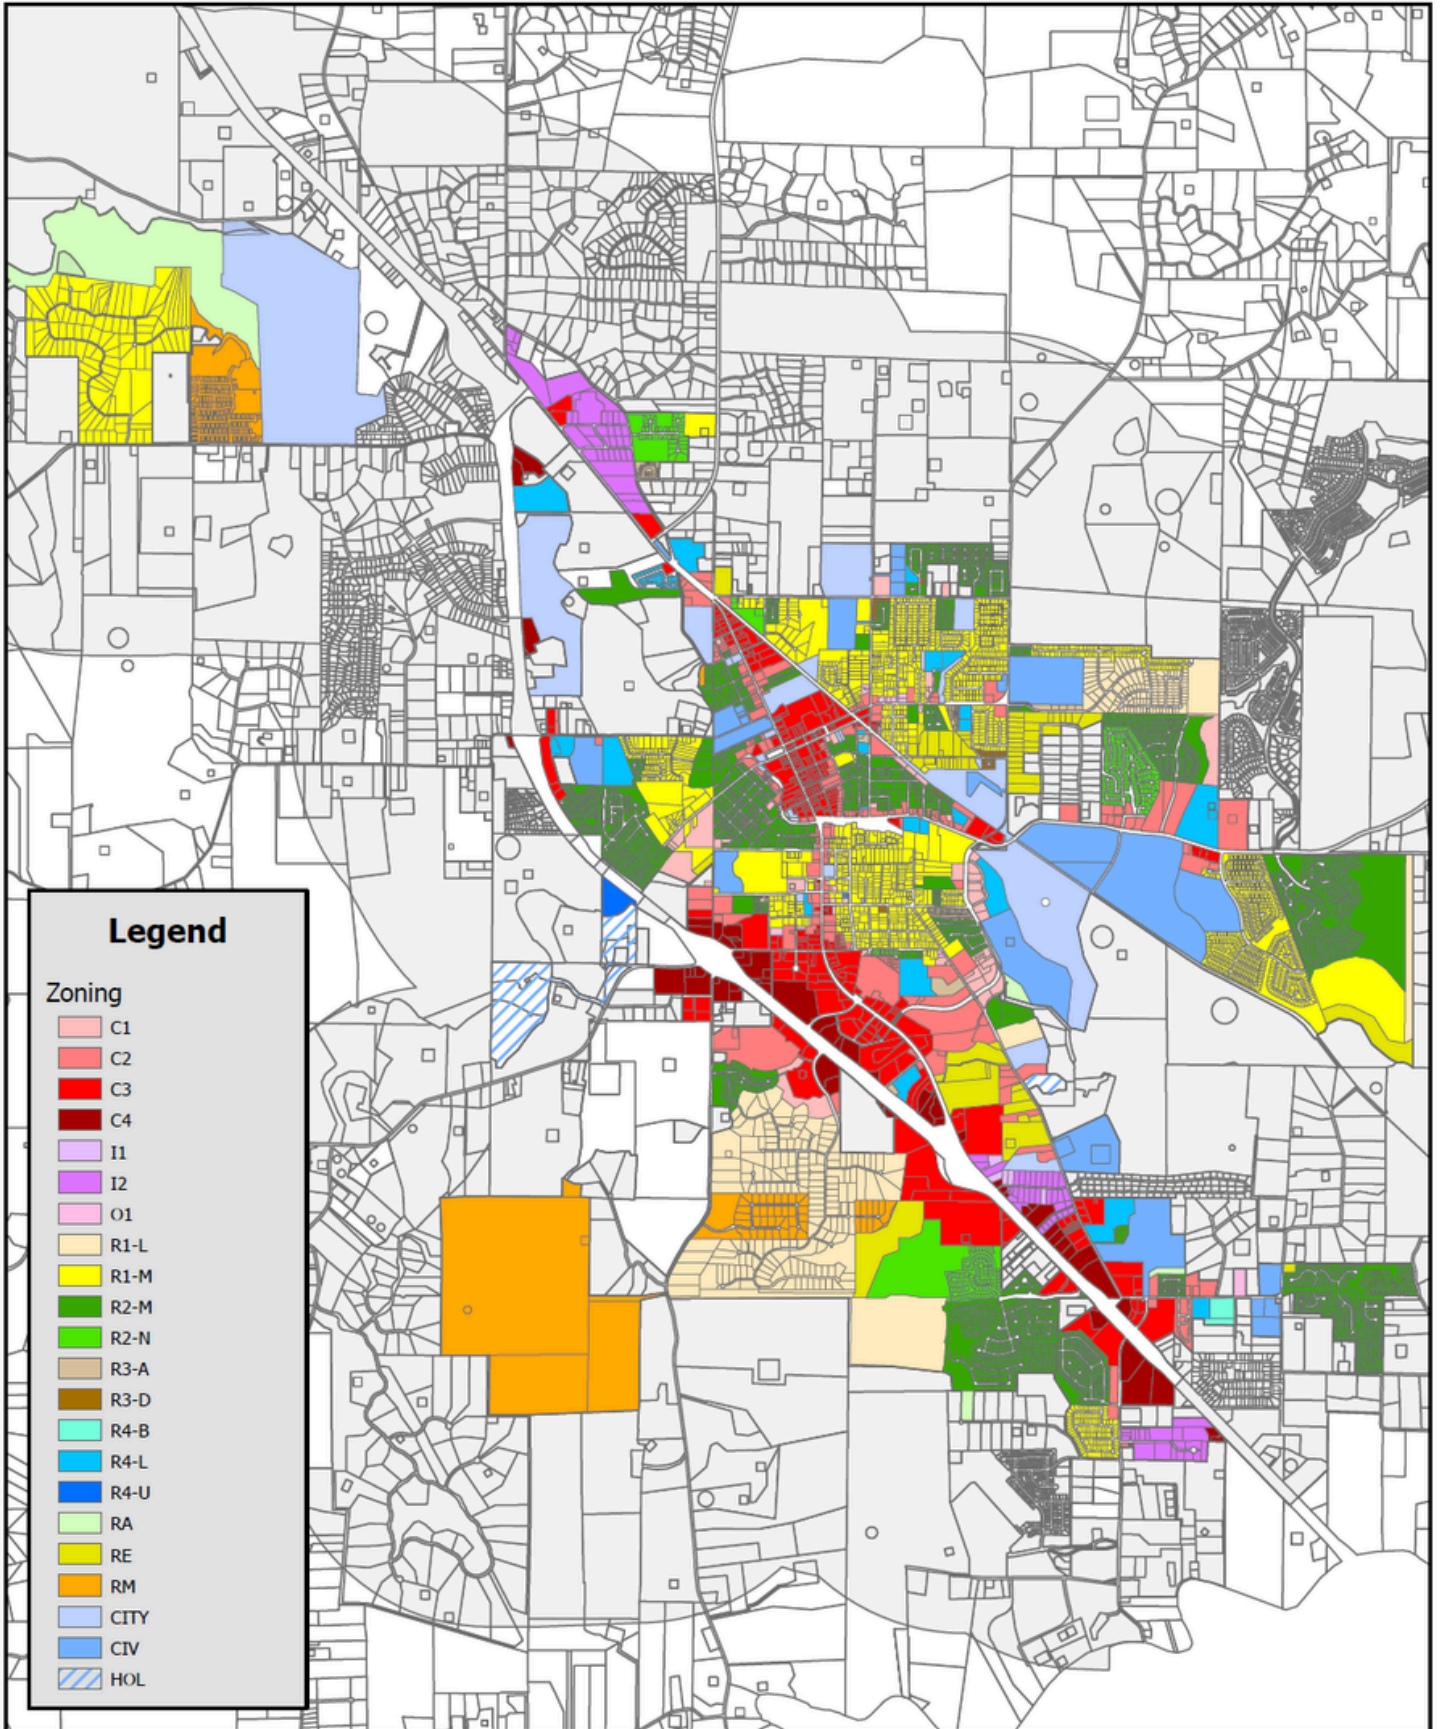 Legend
Zoning
C1
C2
C3
C4
I1
I2
O1
R1-L
R1-M
R2-M
R2-N
R3-A
R3-D
R4-B
R4-L
R4-U
RA
RE
RM
CITY
CIV
HOL